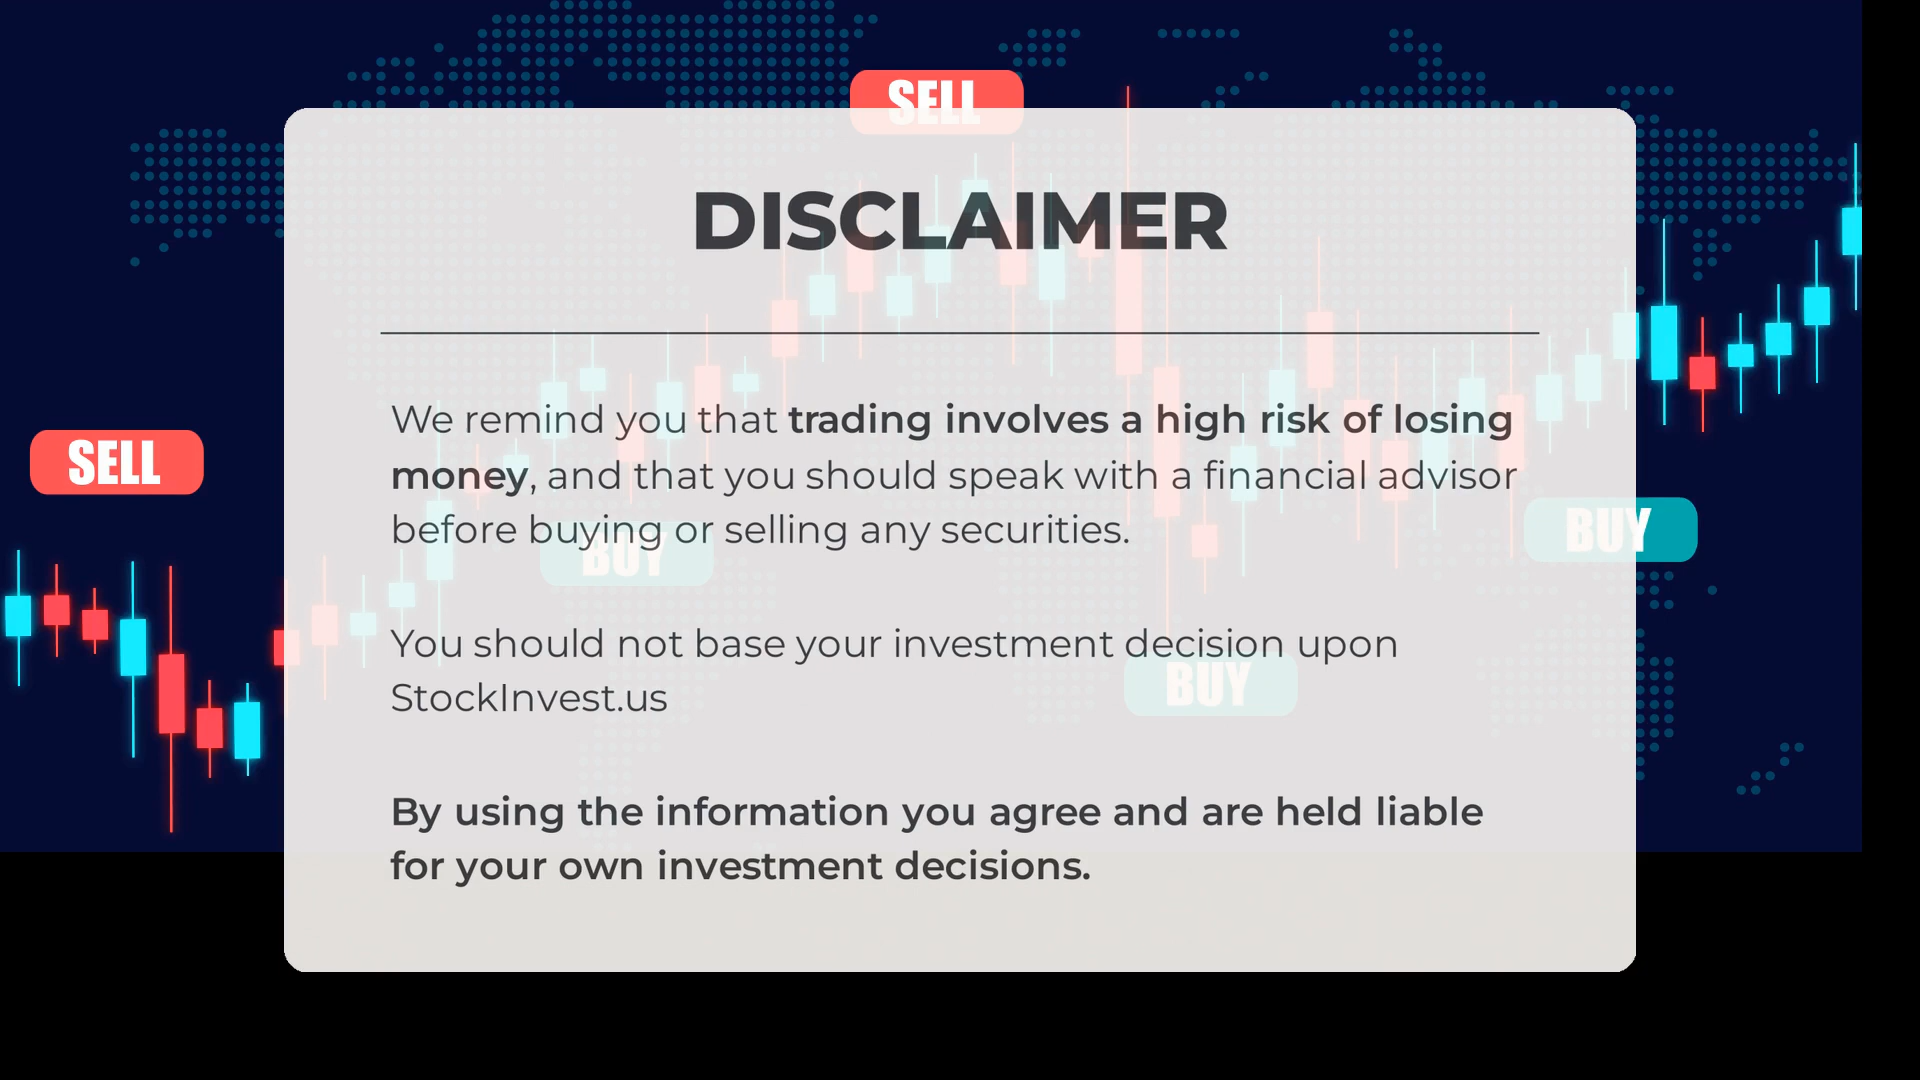 SELL
DISCLAIMER
We remind you that trading involves a high risk of losing
money, and that you should speak with a financial advisor
before buying or selling any securities.
SELL
BUY
BUY
You should not base your investment decision upon
StockInvest.us
BUY
By using the information you agree and are held liable
for your own investment decisions.